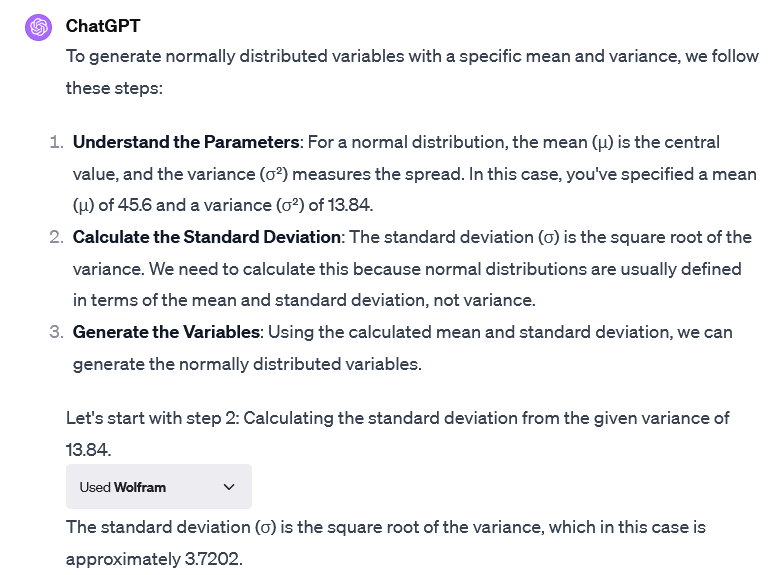 ChatGPT
To generate normally distributed variables with a specific mean and variance, we follow
these steps:
1. Understand the Parameters: For a normal distribution, the mean (μ) is the central
value, and the variance (σ²) measures the spread. In this case, you've specified a mean
(μ) of 45.6 and a variance (σ²) of 13.84.
2. Calculate the Standard Deviation: The standard deviation (σ) is the square root of the
variance. We need to calculate this because normal distributions are usually defined
in terms of the mean and standard deviation, not variance.
3. Generate the Variables: Using the calculated mean and standard deviation, we can
generate the normally distributed variables.
Let's start with step 2: Calculating the standard deviation from the given variance of
13.84.
Used Wolfram
The standard deviation (σ) is the square root of the variance, which in this case is
approximately 3.7202.